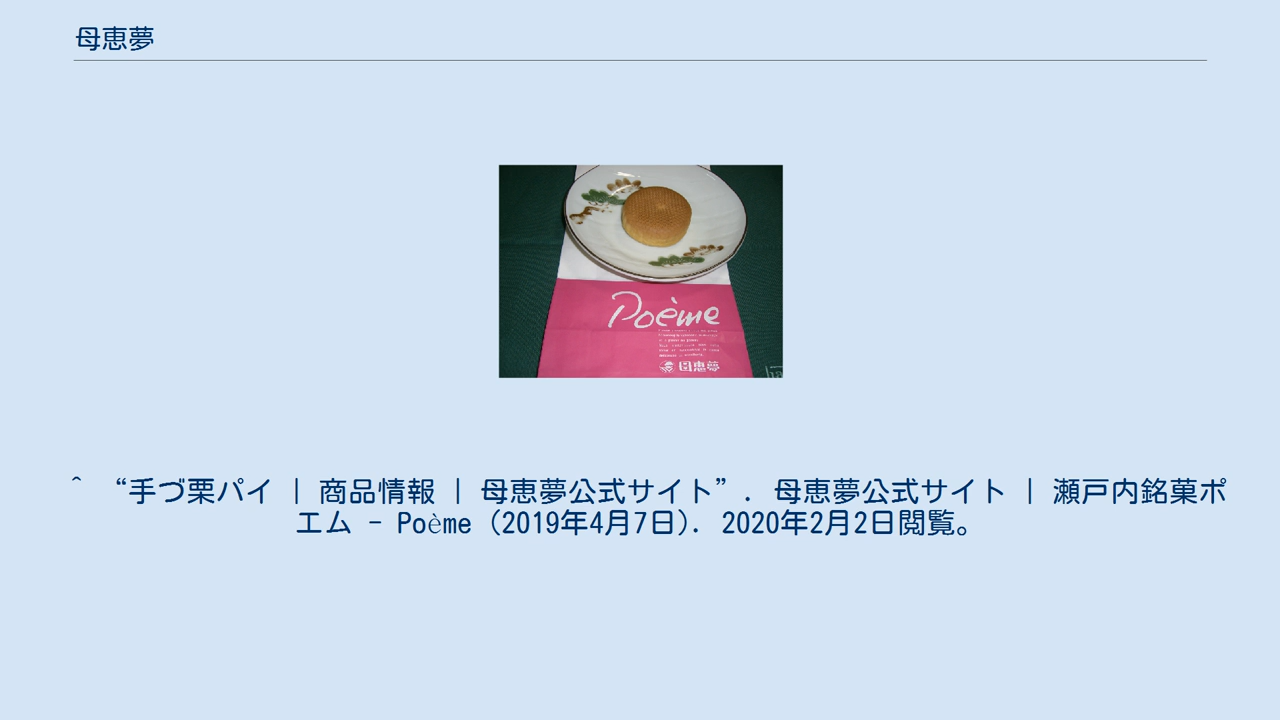 母恵夢
Poème
母恵夢
^ “手づ栗パイ | 商品情報 | 母恵夢公式サイト”. 母恵夢公式サイト | 瀬戸内銘菓ポ
エム - Poème (2019年4月7日). 2020年2月2日閲覧。